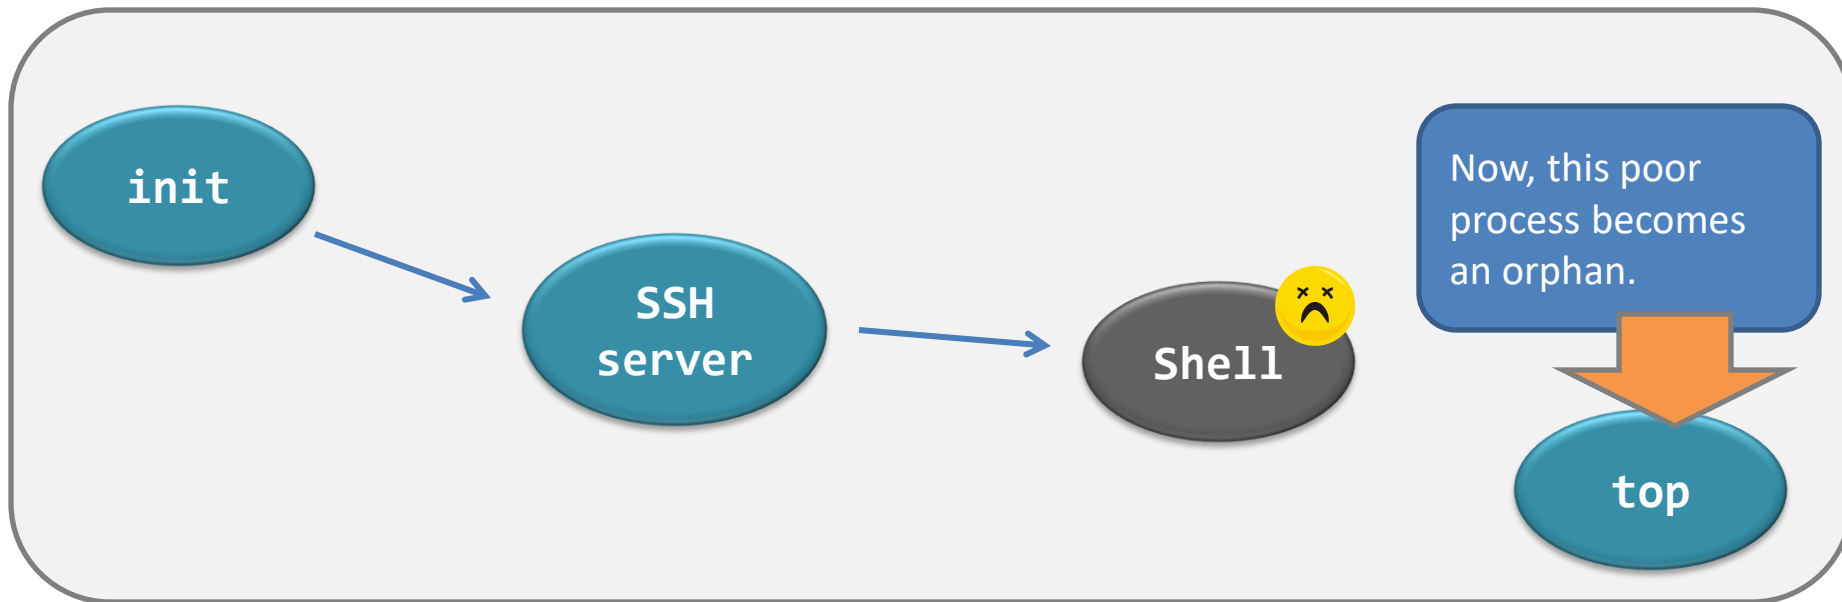 init
SSH
server
Shell
Now, this poor
process becomes
an orphan.
top